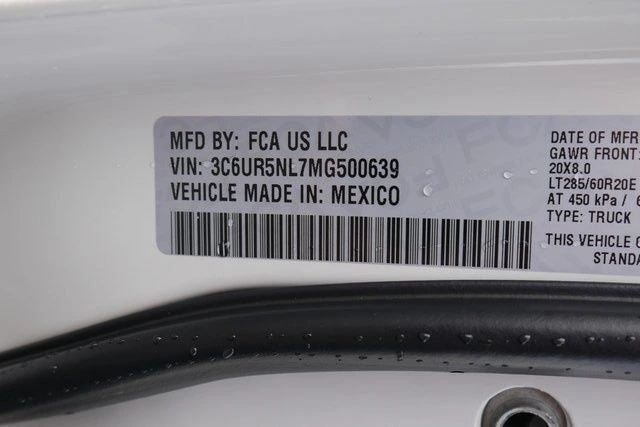 MFD BY: FCA US LLC
VIN: 3C6UR5NL7MG500639
VEHICLE MADE IN: MEXICO
DATE OF MFR
GAWR FRONT:
20X8.0
LT285/60R20E
AT 450 kPa /
TYPE: TRUCK
THIS VEHICLE
STANDA